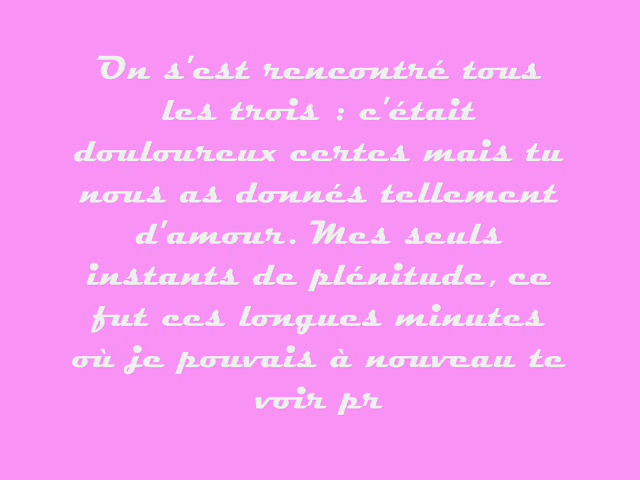 On s'est rencontré tous
les trois : c'était
douloureux certes mais tu
nous as donnés tellement
d'amour. Mes seuls
instants de plénitude, ce
fut ces longues minutes
où je pouvais à nouveau te
voir pr